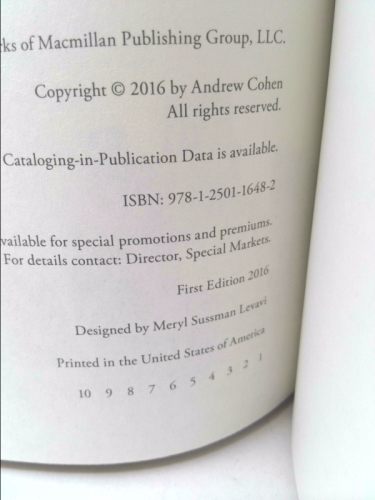 ks of Macmillan Publishing Group, LLC.
Copyright © 2016 by Andrew Cohen
All rights reserved.
Cataloging-in-Publication Data is available.
ISBN: 978-1-2501-1648-2
vailable for special promotions and premiums.
For details contact: Director, Special Markets.
First Edition 2016
Designed by Meryl Sussman Levavi
Printed in the United States of America
10 9 8 7 6 5 4 3 2 1